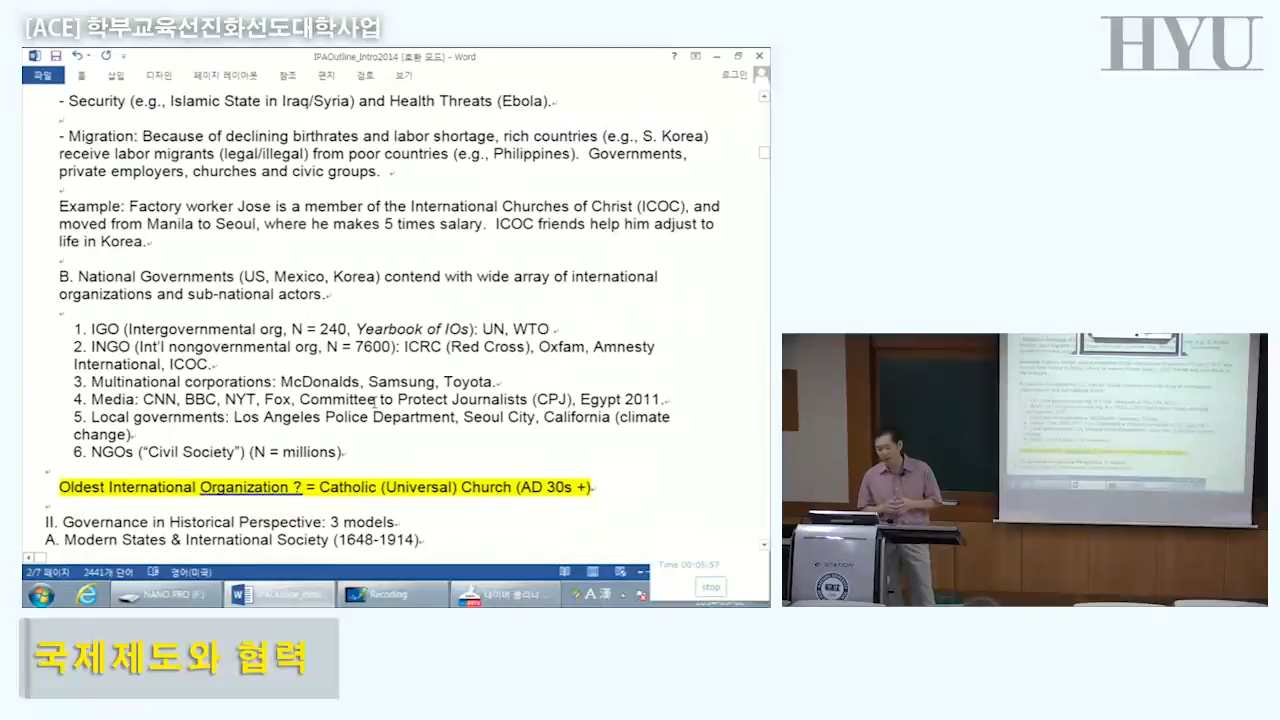 [ACE] 학부교육선진화선도대학사업
HYU
IPAOutline_Intro2014 [호환 모드] - Word
파일 홈 삽입 디자인 페이지 레이아웃 참조 편지 검토 보기 로그인
- Security (e.g., Islamic State in Iraq/Syria) and Health Threats (Ebola).
- Migration: Because of declining birthrates and labor shortage, rich countries (e.g., S. Korea)
receive labor migrants (legal/illegal) from poor countries (e.g., Philippines). Governments,
private employers, churches and civic groups.
Example: Factory worker Jose is a member of the International Churches of Christ (ICOC), and
moved from Manila to Seoul, where he makes 5 times salary. ICOC friends help him adjust to
life in Korea.
B. National Governments (US, Mexico, Korea) contend with wide array of international
organizations and sub-national actors.
1. IGO (Intergovernmental org, N = 240, Yearbook of IOs): UN, WTO
2. INGO (Int'l nongovernmental org, N = 7600): ICRC (Red Cross), Oxfam, Amnesty
International, ICOC.
3. Multinational corporations: McDonalds, Samsung, Toyota.
4. Media: CNN, BBC, NYT, Fox, Committee to Protect Journalists (CPJ), Egypt 2011.
5. Local governments: Los Angeles Police Department, Seoul City, California (climate
change)
6. NGOs ("Civil Society") (N = millions)
Oldest International Organization ? = Catholic (Universal) Church (AD 30s +)
II. Governance in Historical Perspective: 3 models
A. Modern States & International Society (1648-1914)
2/7 페이지 2441개 단어 영어(미국)
Time 00:05:57
stop
NANO PRO (F:) IPAOutline_Intro... Recoding 네이버 클리너 ... A 漢
e STATION
국제제도와 협력